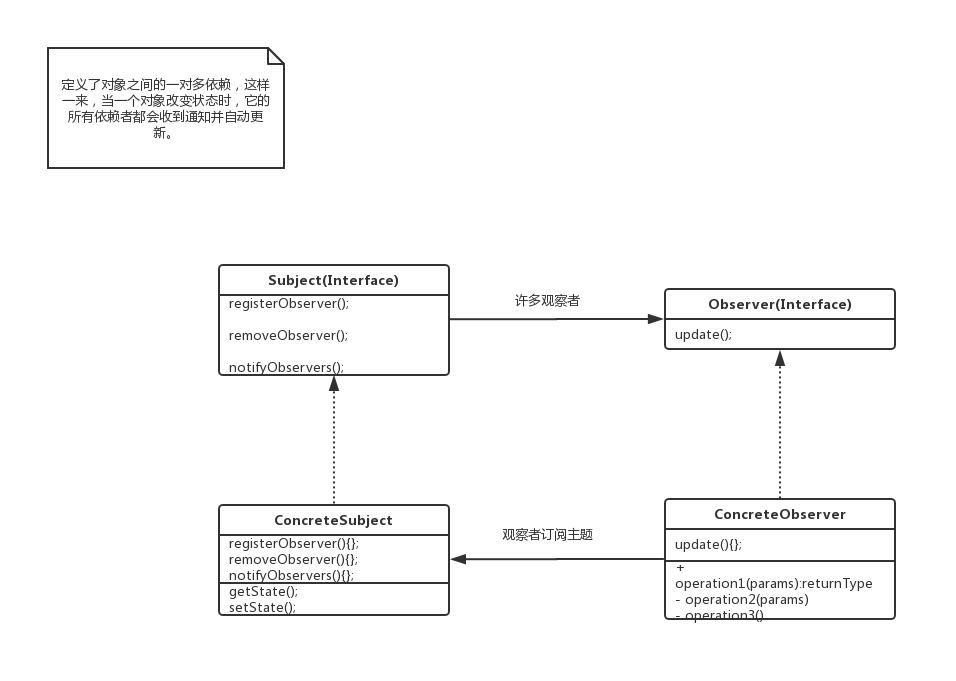 定义了对象之间的一对多依赖，这样
一来，当一个对象改变状态时，它的
所有依赖者都会收到通知并自动更
新。
Subject(Interface)
registerObserver();
removeObserver();
notifyObservers();
许多观察者
Observer(Interface)
update();
ConcreteSubject
registerObserver(){};
removeObserver(){};
notifyObservers(){};
getState();
setState();
观察者订阅主题
ConcreteObserver
update(){};
+
operation1(params):returnType
- operation2(params)
- operation3()